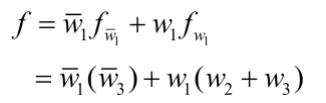 f = w̅₁f_w̅₁ + w₁f_w₁
= w̅₁(w̅₃) + w₁(w₂ + w₃)